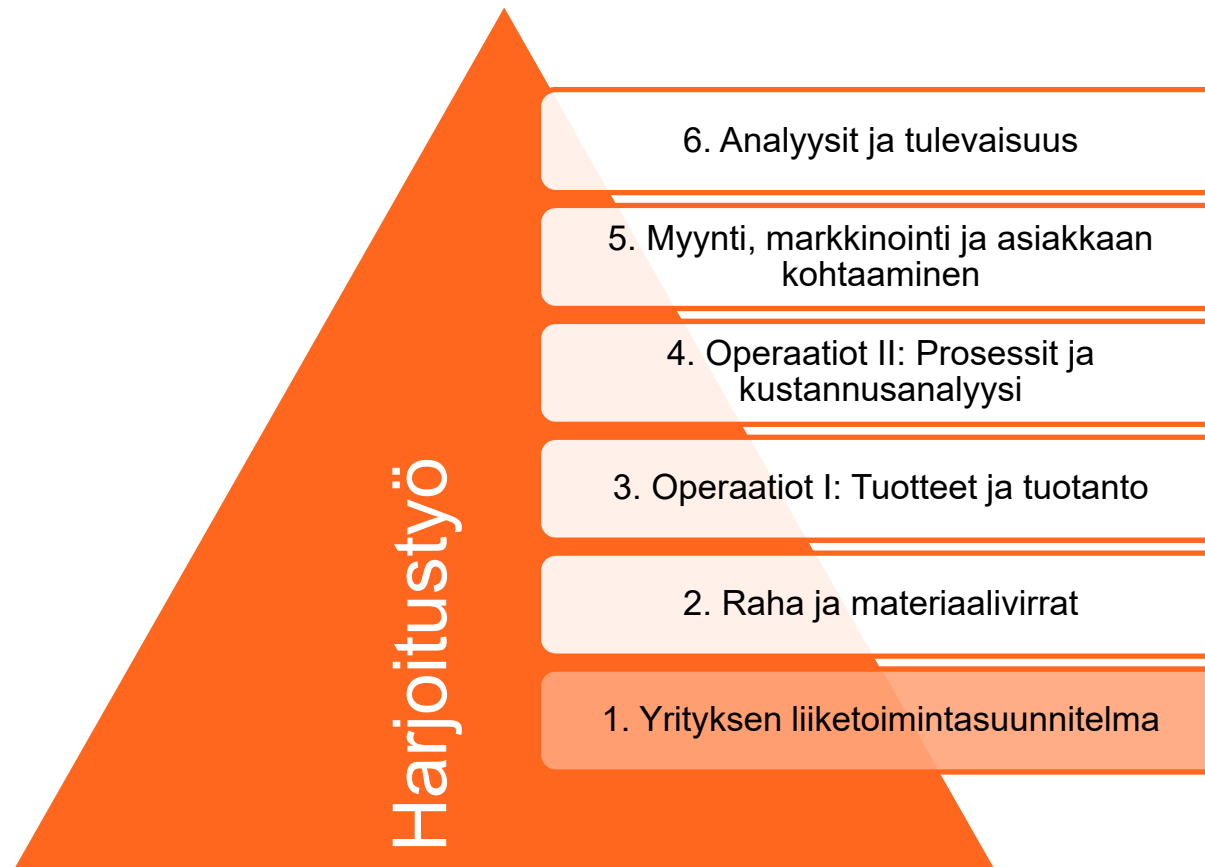 6. Analyysit ja tulevaisuus
5. Myynti, markkinointi ja asiakkaan
kohtaaminen
4. Operaatiot II: Prosessit ja
kustannusanalyysi
3. Operaatiot I: Tuotteet ja tuotanto
2. Raha ja materiaalivirrat
1. Yrityksen liiketoimintasuunnitelma
Harjoitustyö